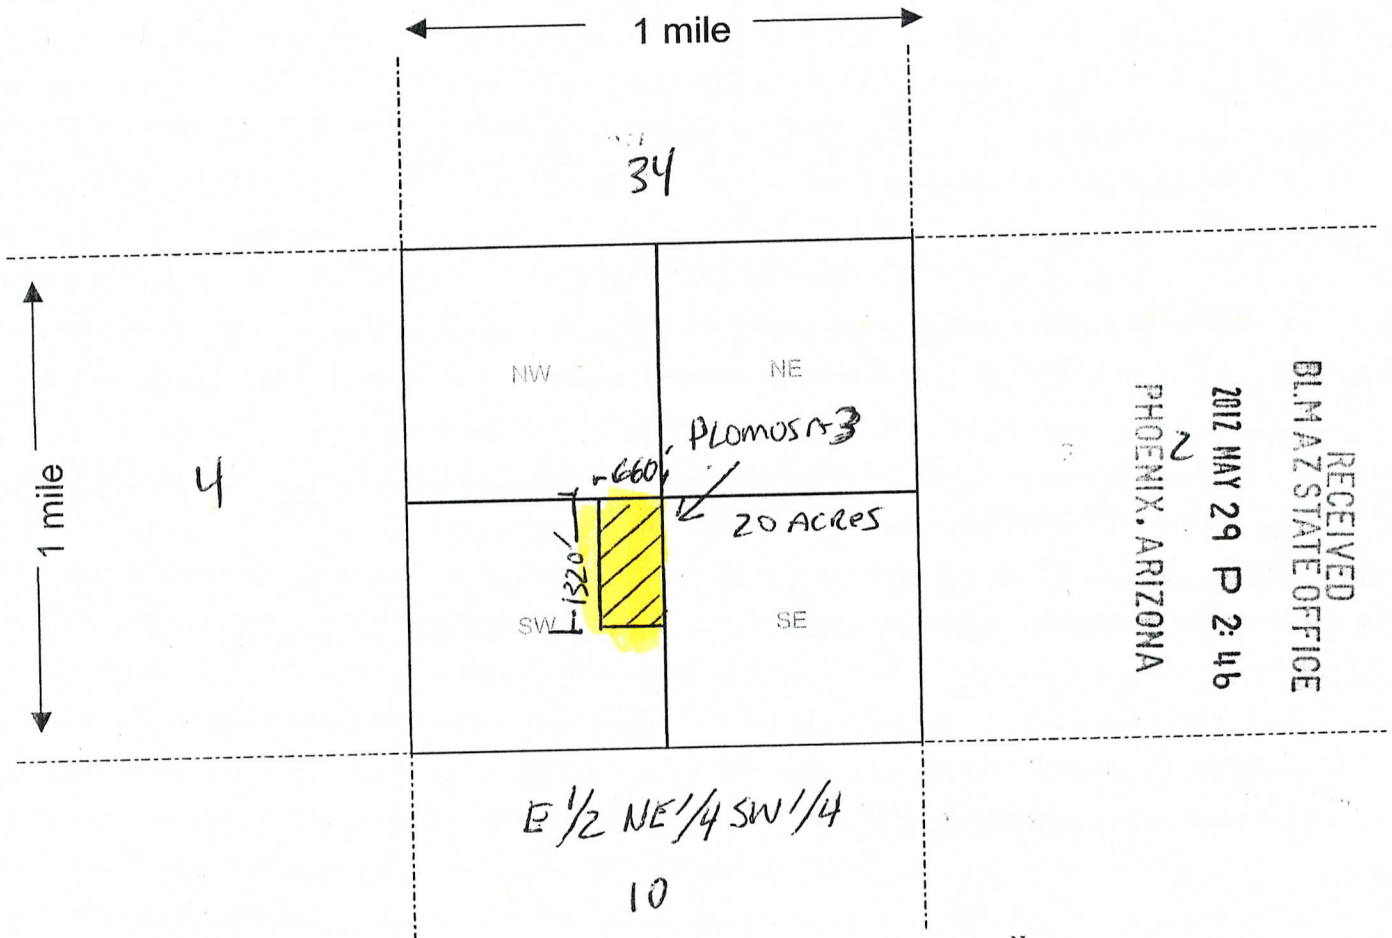 1 mile
34
1 mile
NW
NE
PLOMOSA 3
660'
4
20 ACRES
1320'
SW
SE
E 1/2 NE 1/4 SW 1/4
10
2
RECEIVED
BLM AZ STATE OFFICE
2012 MAY 29 P 2:46
PHOENIX, ARIZONA